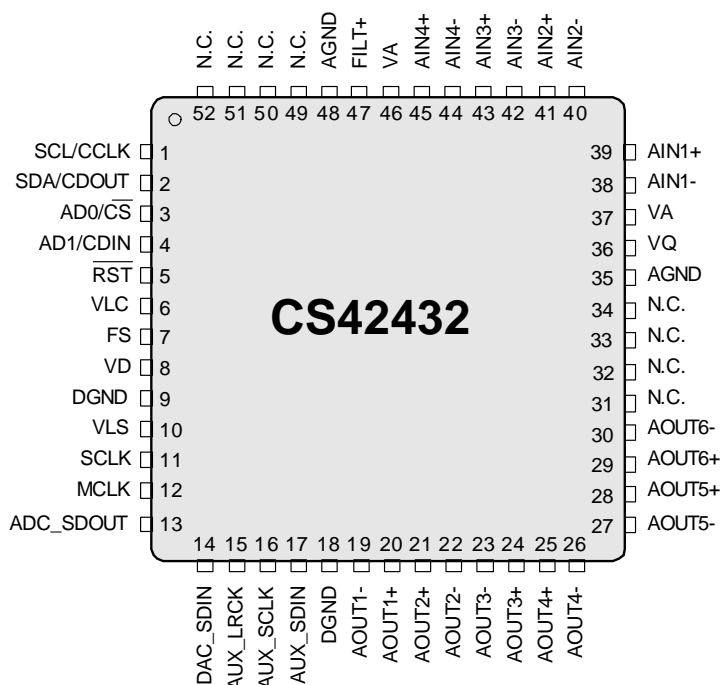 N.C.
N.C.
N.C.
N.C.
AGND
FILT+
VA
AIN4+
AIN4-
AIN3+
AIN3-
AIN2+
AIN2-
52 51 50 49 48 47 46 45 44 43 42 41 40
SCL/CCLK 1
SDA/CDOUT 2
AD0/CS 3
AD1/CDIN 4
RST 5
VLC 6
FS 7
VD 8
DGND 9
VLS 10
SCLK 11
MCLK 12
ADC_SDOUT 13
CS42432
39 AIN1+
38 AIN1-
37 VA
36 VQ
35 AGND
34 N.C.
33 N.C.
32 N.C.
31 N.C.
30 AOUT6-
29 AOUT6+
28 AOUT5+
27 AOUT5-
14 15 16 17 18 19 20 21 22 23 24 25 26
DAC_SDIN
AUX_LRCK
AUX_SCLK
AUX_SDIN
DGND
AOUT1-
AOUT1+
AOUT2+
AOUT2-
AOUT3-
AOUT3+
AOUT4+
AOUT4-